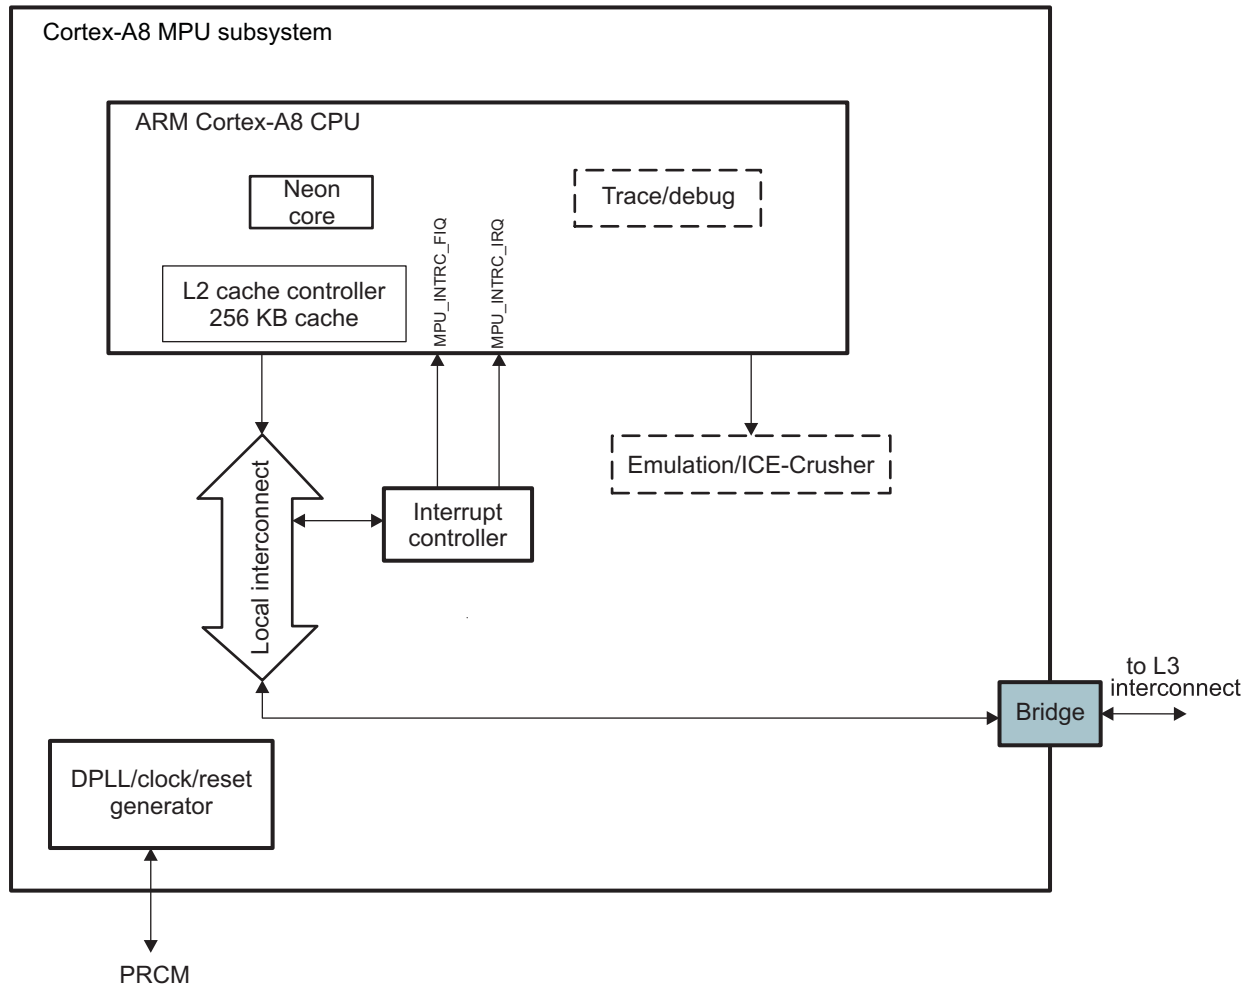 Cortex-A8 MPU subsystem
ARM Cortex-A8 CPU
Neon
core
Trace/debug
L2 cache controller
256 KB cache
MPU_INTRC_FIQ
MPU_INTRC_IRQ
Local interconnect
Interrupt
controller
Emulation/ICE-Crusher
to L3
interconnect
Bridge
DPLL/clock/reset
generator
PRCM